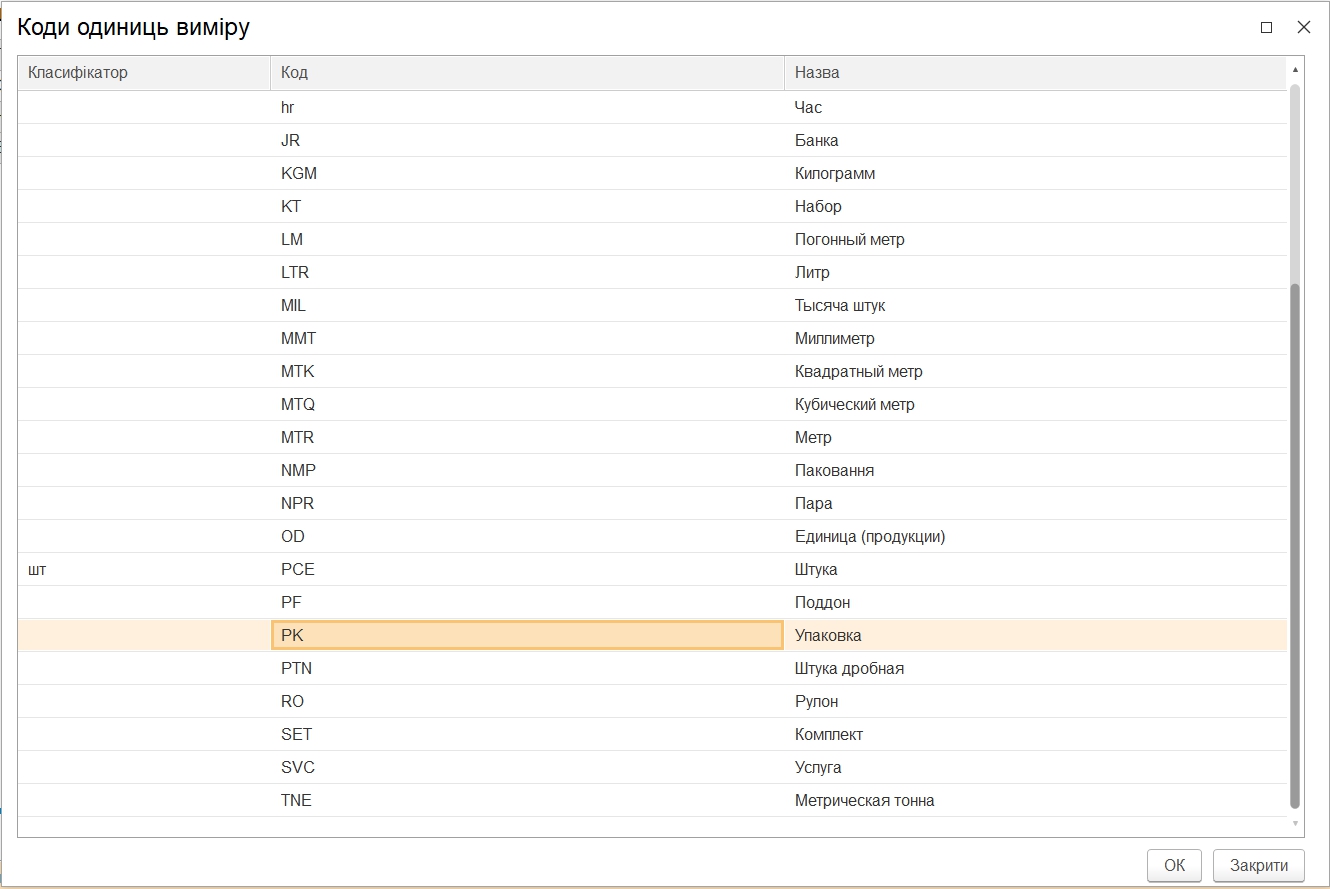 Коди одиниць виміру
Класифікатор Код Назва
hr Час
JR Банка
KGM Килограмм
KT Набор
LM Погонный метр
LTR Литр
MIL Тысяча штук
MMT Миллиметр
MTK Квадратный метр
MTQ Кубический метр
MTR Метр
NMP Паковання
NPR Пара
OD Единица (продукции)
шт PCE Штука
PF Поддон
PK Упаковка
PTN Штука дробная
RO Рулон
SET Комплект
SVC Услуга
TNE Метрическая тонна
ОК Закрити